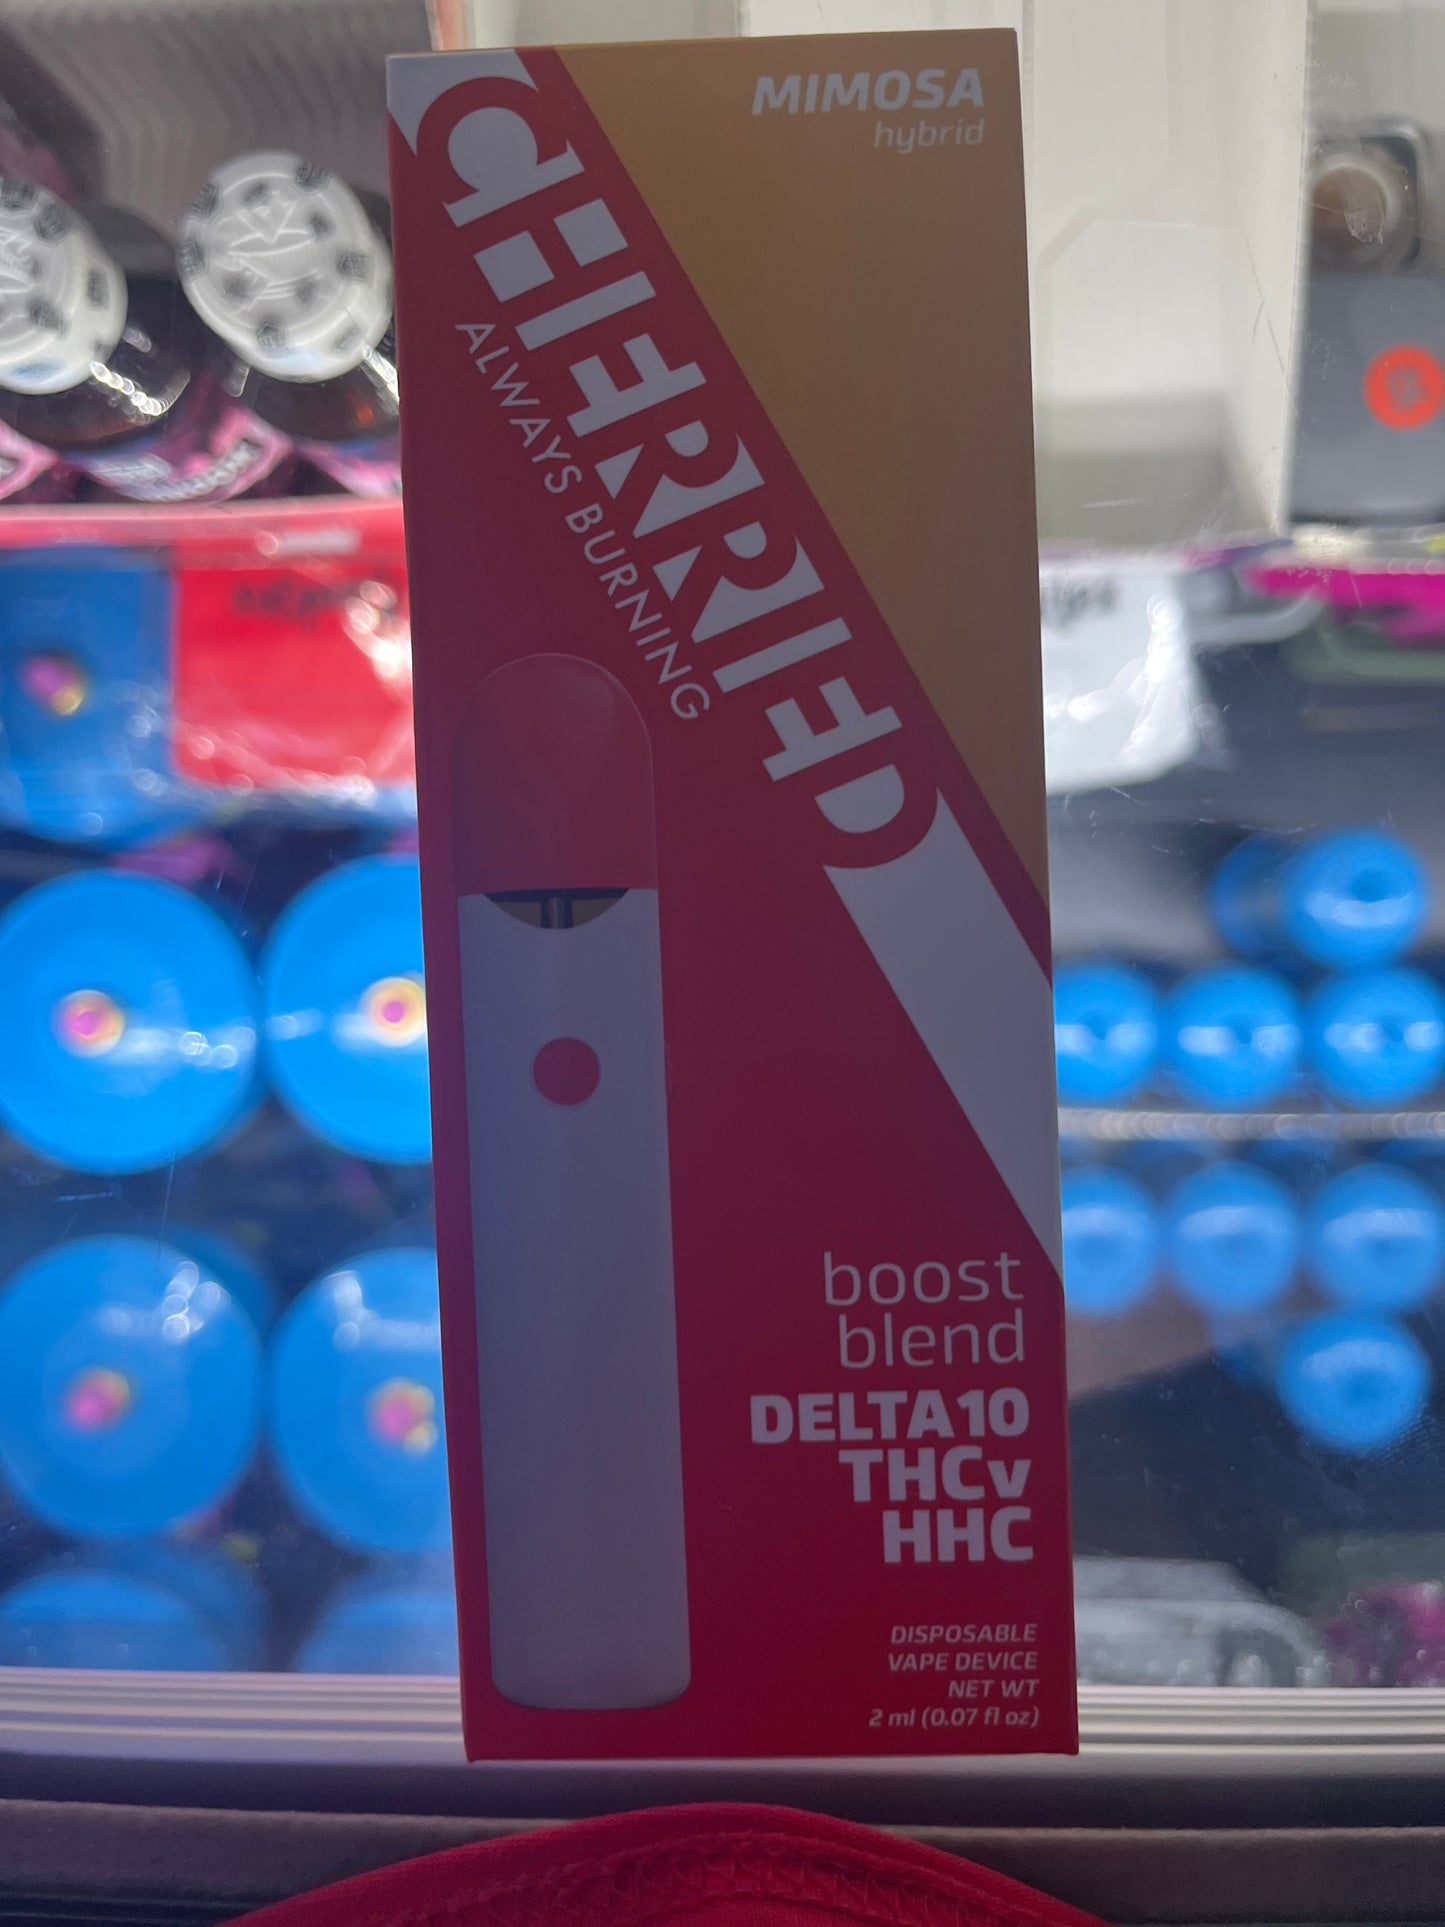 MIMOSA
hybrid
CHERRIED
ALWAYS BURNING
boost
blend
DELTA10
THCv
HHC
DISPOSABLE
VAPE DEVICE
NET WT
2 ml (0.07 fl oz)